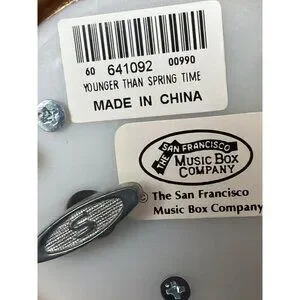 60 641092 00990
YOUNGER THAN SPRING TIME
MADE IN CHINA
THE SAN FRANCISCO
MUSIC BOX
COMPANY
© The San Francisco
Music Box Company
S